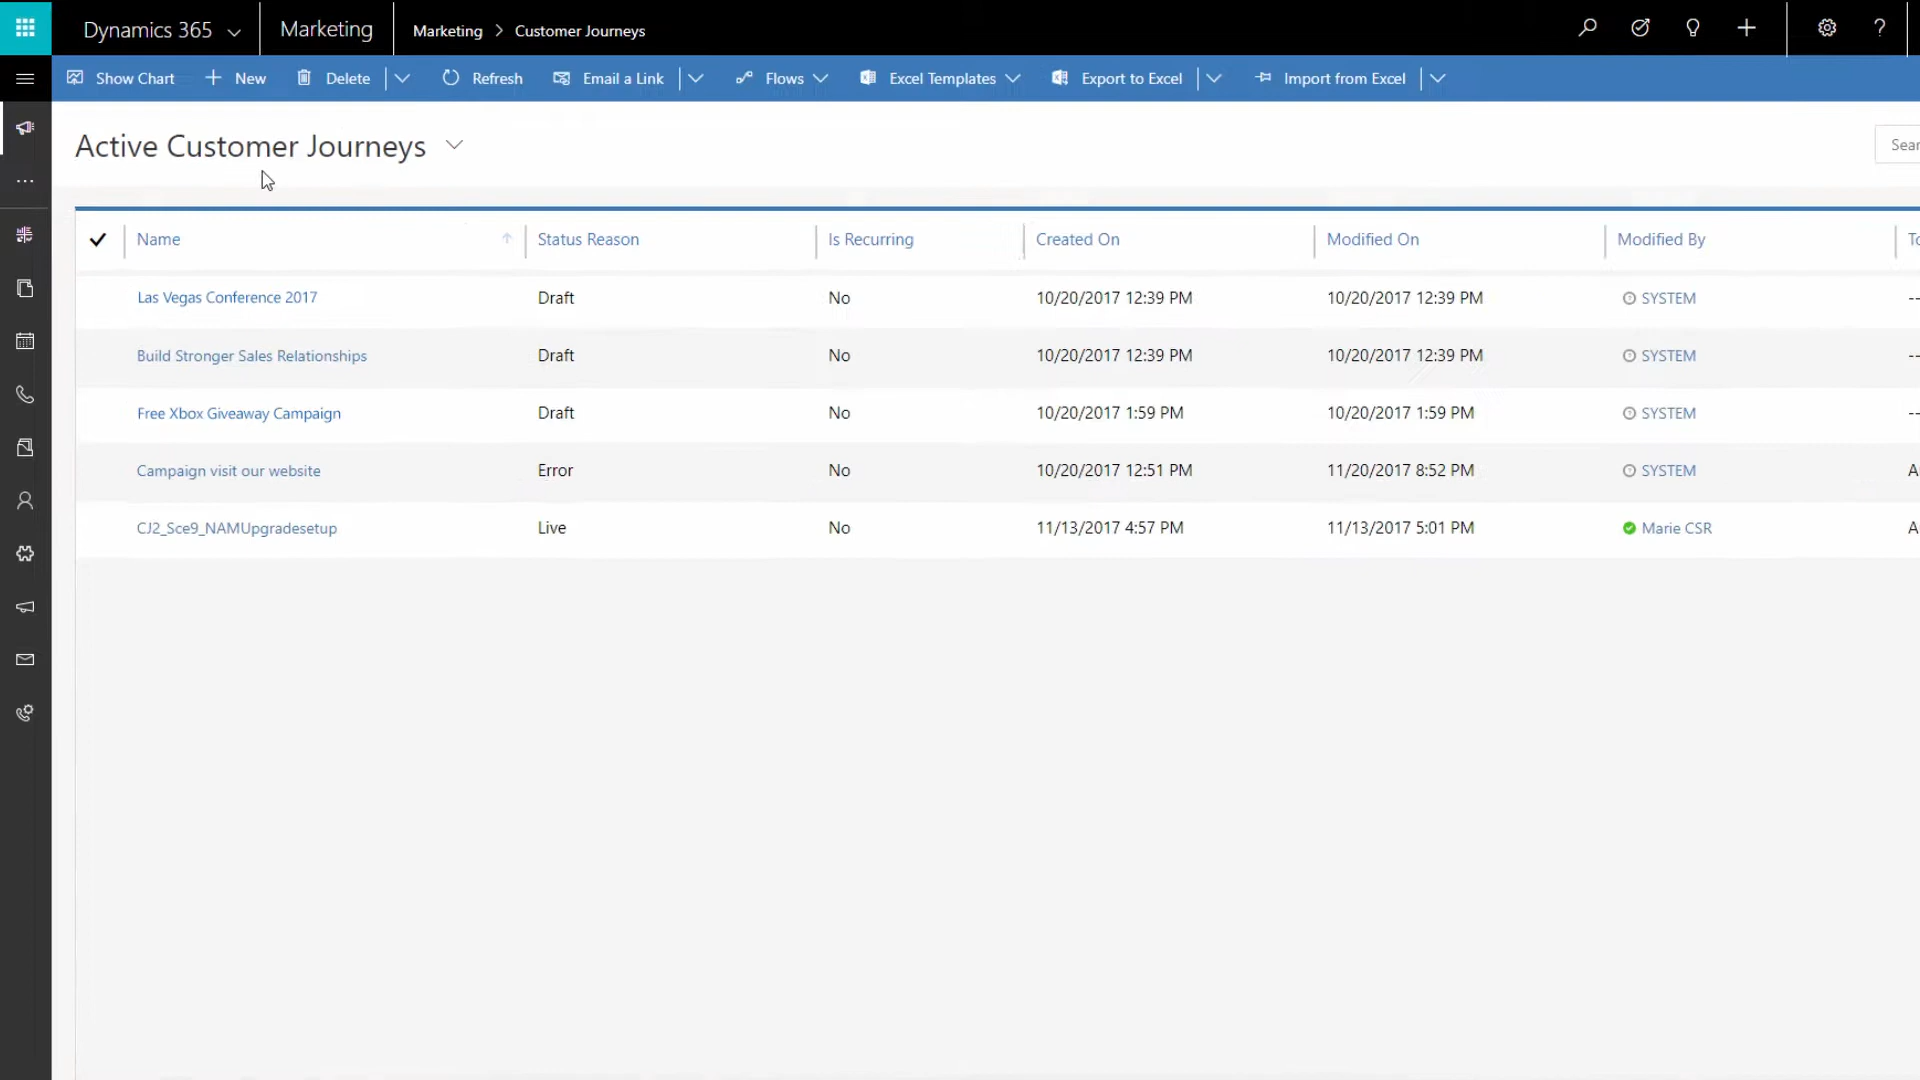 Dynamics 365 Marketing Marketing > Customer Journeys
Show Chart New Delete Refresh Email a Link Flows Excel Templates Export to Excel Import from Excel
Active Customer Journeys
Sear
Name Status Reason Is Recurring Created On Modified On Modified By To
Las Vegas Conference 2017 Draft No 10/20/2017 12:39 PM 10/20/2017 12:39 PM SYSTEM --
Build Stronger Sales Relationships Draft No 10/20/2017 12:39 PM 10/20/2017 12:39 PM SYSTEM --
Free Xbox Giveaway Campaign Draft No 10/20/2017 1:59 PM 10/20/2017 1:59 PM SYSTEM --
Campaign visit our website Error No 10/20/2017 12:51 PM 11/20/2017 8:52 PM SYSTEM A
CJ2_Sce9_NAMUpgradesetup Live No 11/13/2017 4:57 PM 11/13/2017 5:01 PM Marie CSR A